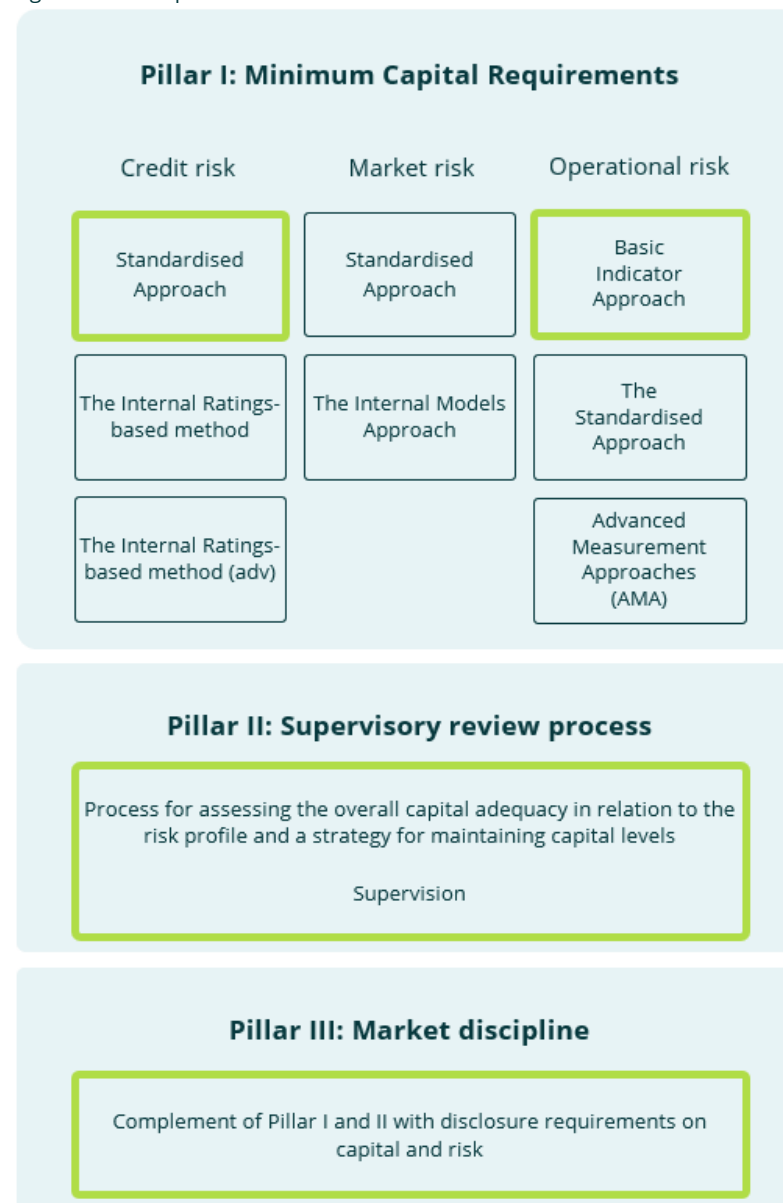 Pillar I: Minimum Capital Requirements
Credit risk
Market risk
Operational risk
Standardised
Approach
Standardised
Approach
Basic
Indicator
Approach
The Internal Ratings-
based method
The Internal Models
Approach
The
Standardised
Approach
The Internal Ratings-
based method (adv)
Advanced
Measurement
Approaches
(AMA)
Pillar II: Supervisory review process
Process for assessing the overall capital adequacy in relation to the
risk profile and a strategy for maintaining capital levels
Supervision
Pillar III: Market discipline
Complement of Pillar I and II with disclosure requirements on
capital and risk